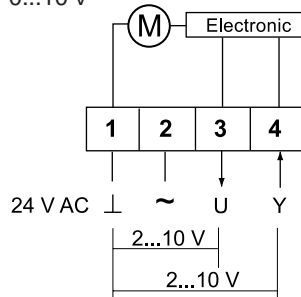 0...10 V
M Electronic
1 2 3 4
24 V AC ⊥ ~ U Y
2...10 V
2...10 V